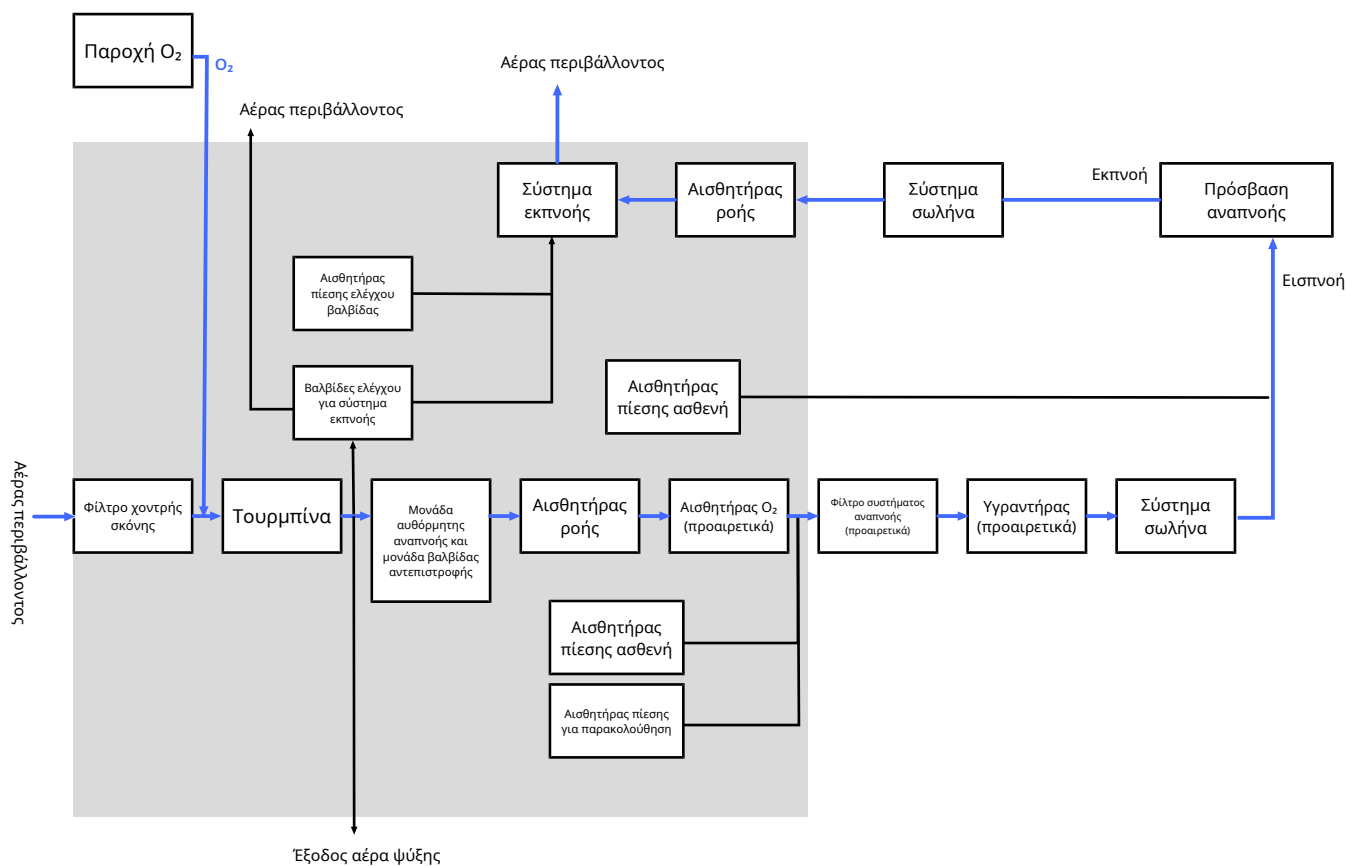 Παροχή O₂
O₂
Αέρας περιβάλλοντος
Αέρας περιβάλλοντος
Σύστημα
εκπνοής
Αισθητήρας
ροής
Σύστημα
σωλήνα
Εκπνοή
Πρόσβαση
αναπνοής
Εισπνοή
Αισθητήρας
πίεσης ελέγχου
βαλβίδας
Βαλβίδες ελέγχου
για σύστημα
εκπνοής
Αισθητήρας
πίεσης ασθενή
Αέρας περιβάλλοντος
Φίλτρο χοντρής
σκόνης
Τουρμπίνα
Μονάδα
αυθόρμητης
αναπνοής και
μονάδα βαλβίδας
αντεπιστροφής
Αισθητήρας
ροής
Αισθητήρας O₂
(προαιρετικά)
Φίλτρο συστήματος
αναπνοής
(προαιρετικά)
Υγραντήρας
(προαιρετικά)
Σύστημα
σωλήνα
Αισθητήρας
πίεσης ασθενή
Αισθητήρας πίεσης
για παρακολούθηση
Έξοδος αέρα ψύξης